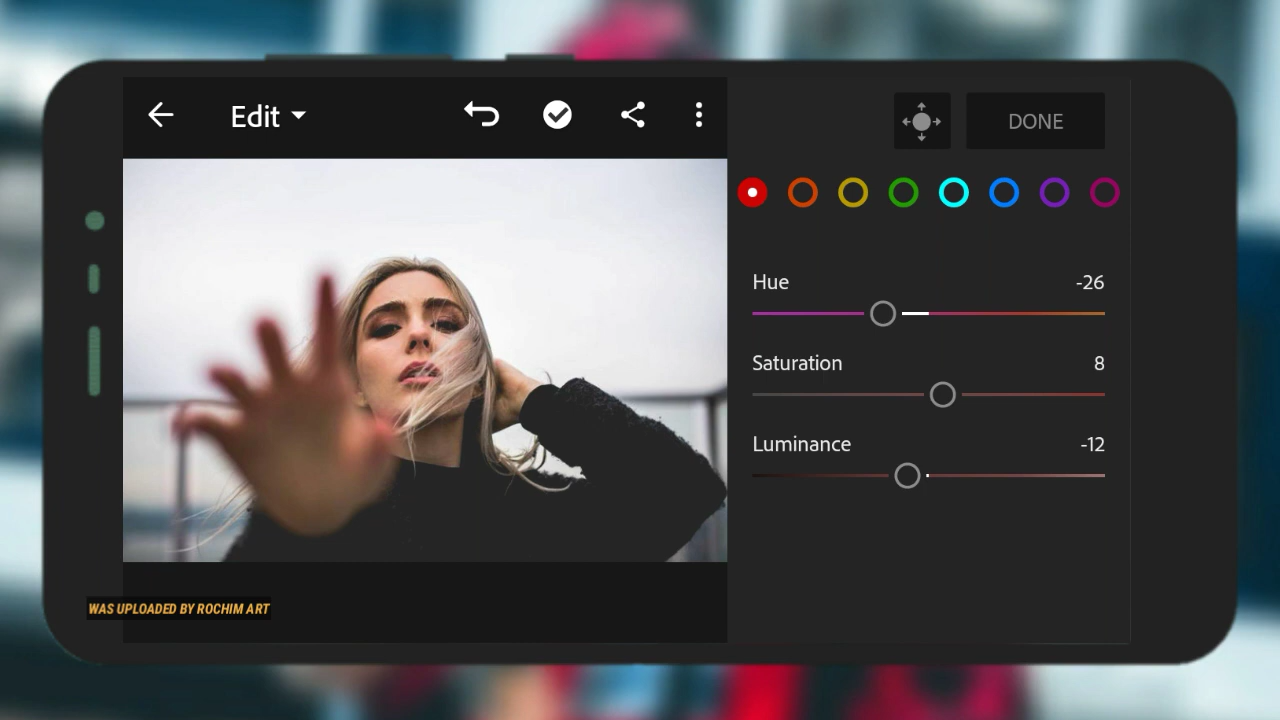 Edit
DONE
Hue -26
Saturation 8
Luminance -12
WAS UPLOADED BY ROCHIM ART